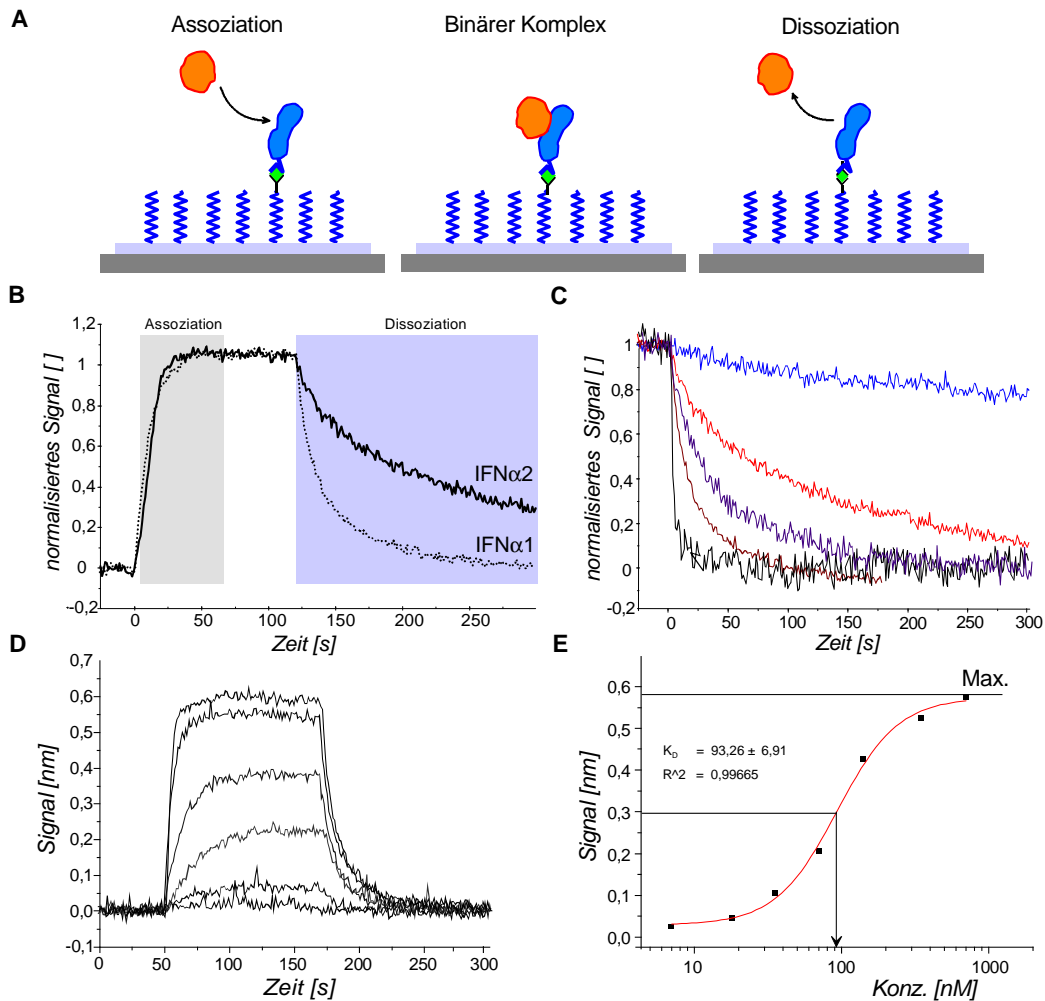 A
Assoziation
Binärer Komplex
Dissoziation
B
Assoziation
Dissoziation
1,2
1
0,8
0,6
0,4
0,2
0
-0,2
normalisiertes Signal [ ]
IFNα2
IFNα1
0 50 100 150 200 250
Zeit [s]
C
1
0,8
0,6
0,4
0,2
0
-0,2
normalisiertes Signal [ ]
0 50 100 150 200 250 300
Zeit [s]
D
0,7
0,6
0,5
0,4
0,3
0,2
0,1
0,0
-0,1
Signal [nm]
0 50 100 150 200 250 300
Zeit [s]
E
Max.
0,6
0,5
0,4
0,3
0,2
0,1
0,0
Signal [nm]
K_D = 93,26 ± 6,91
R^2 = 0,99665
10 100 1000
Konz. [nM]